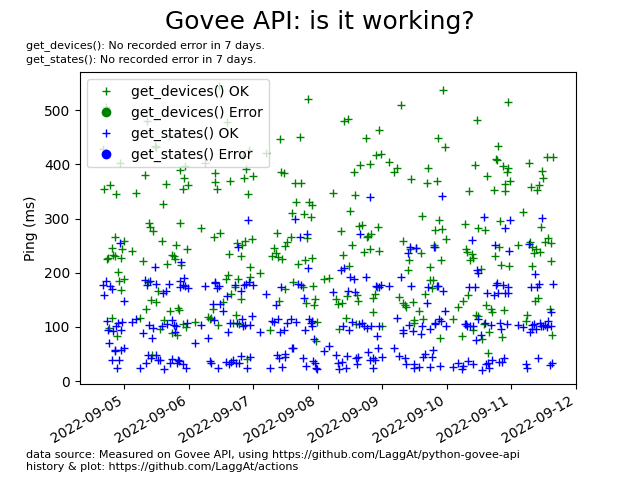 Govee API: is it working?
get_devices(): No recorded error in 7 days.
get_states(): No recorded error in 7 days.
get_devices() OK
get_devices() Error
get_states() OK
get_states() Error
Ping (ms)
500
400
300
200
100
0
2022-09-05
2022-09-06
2022-09-07
2022-09-08
2022-09-09
2022-09-10
2022-09-11
2022-09-12
data source: Measured on Govee API, using https://github.com/LaggAt/python-govee-api
history & plot: https://github.com/LaggAt/actions